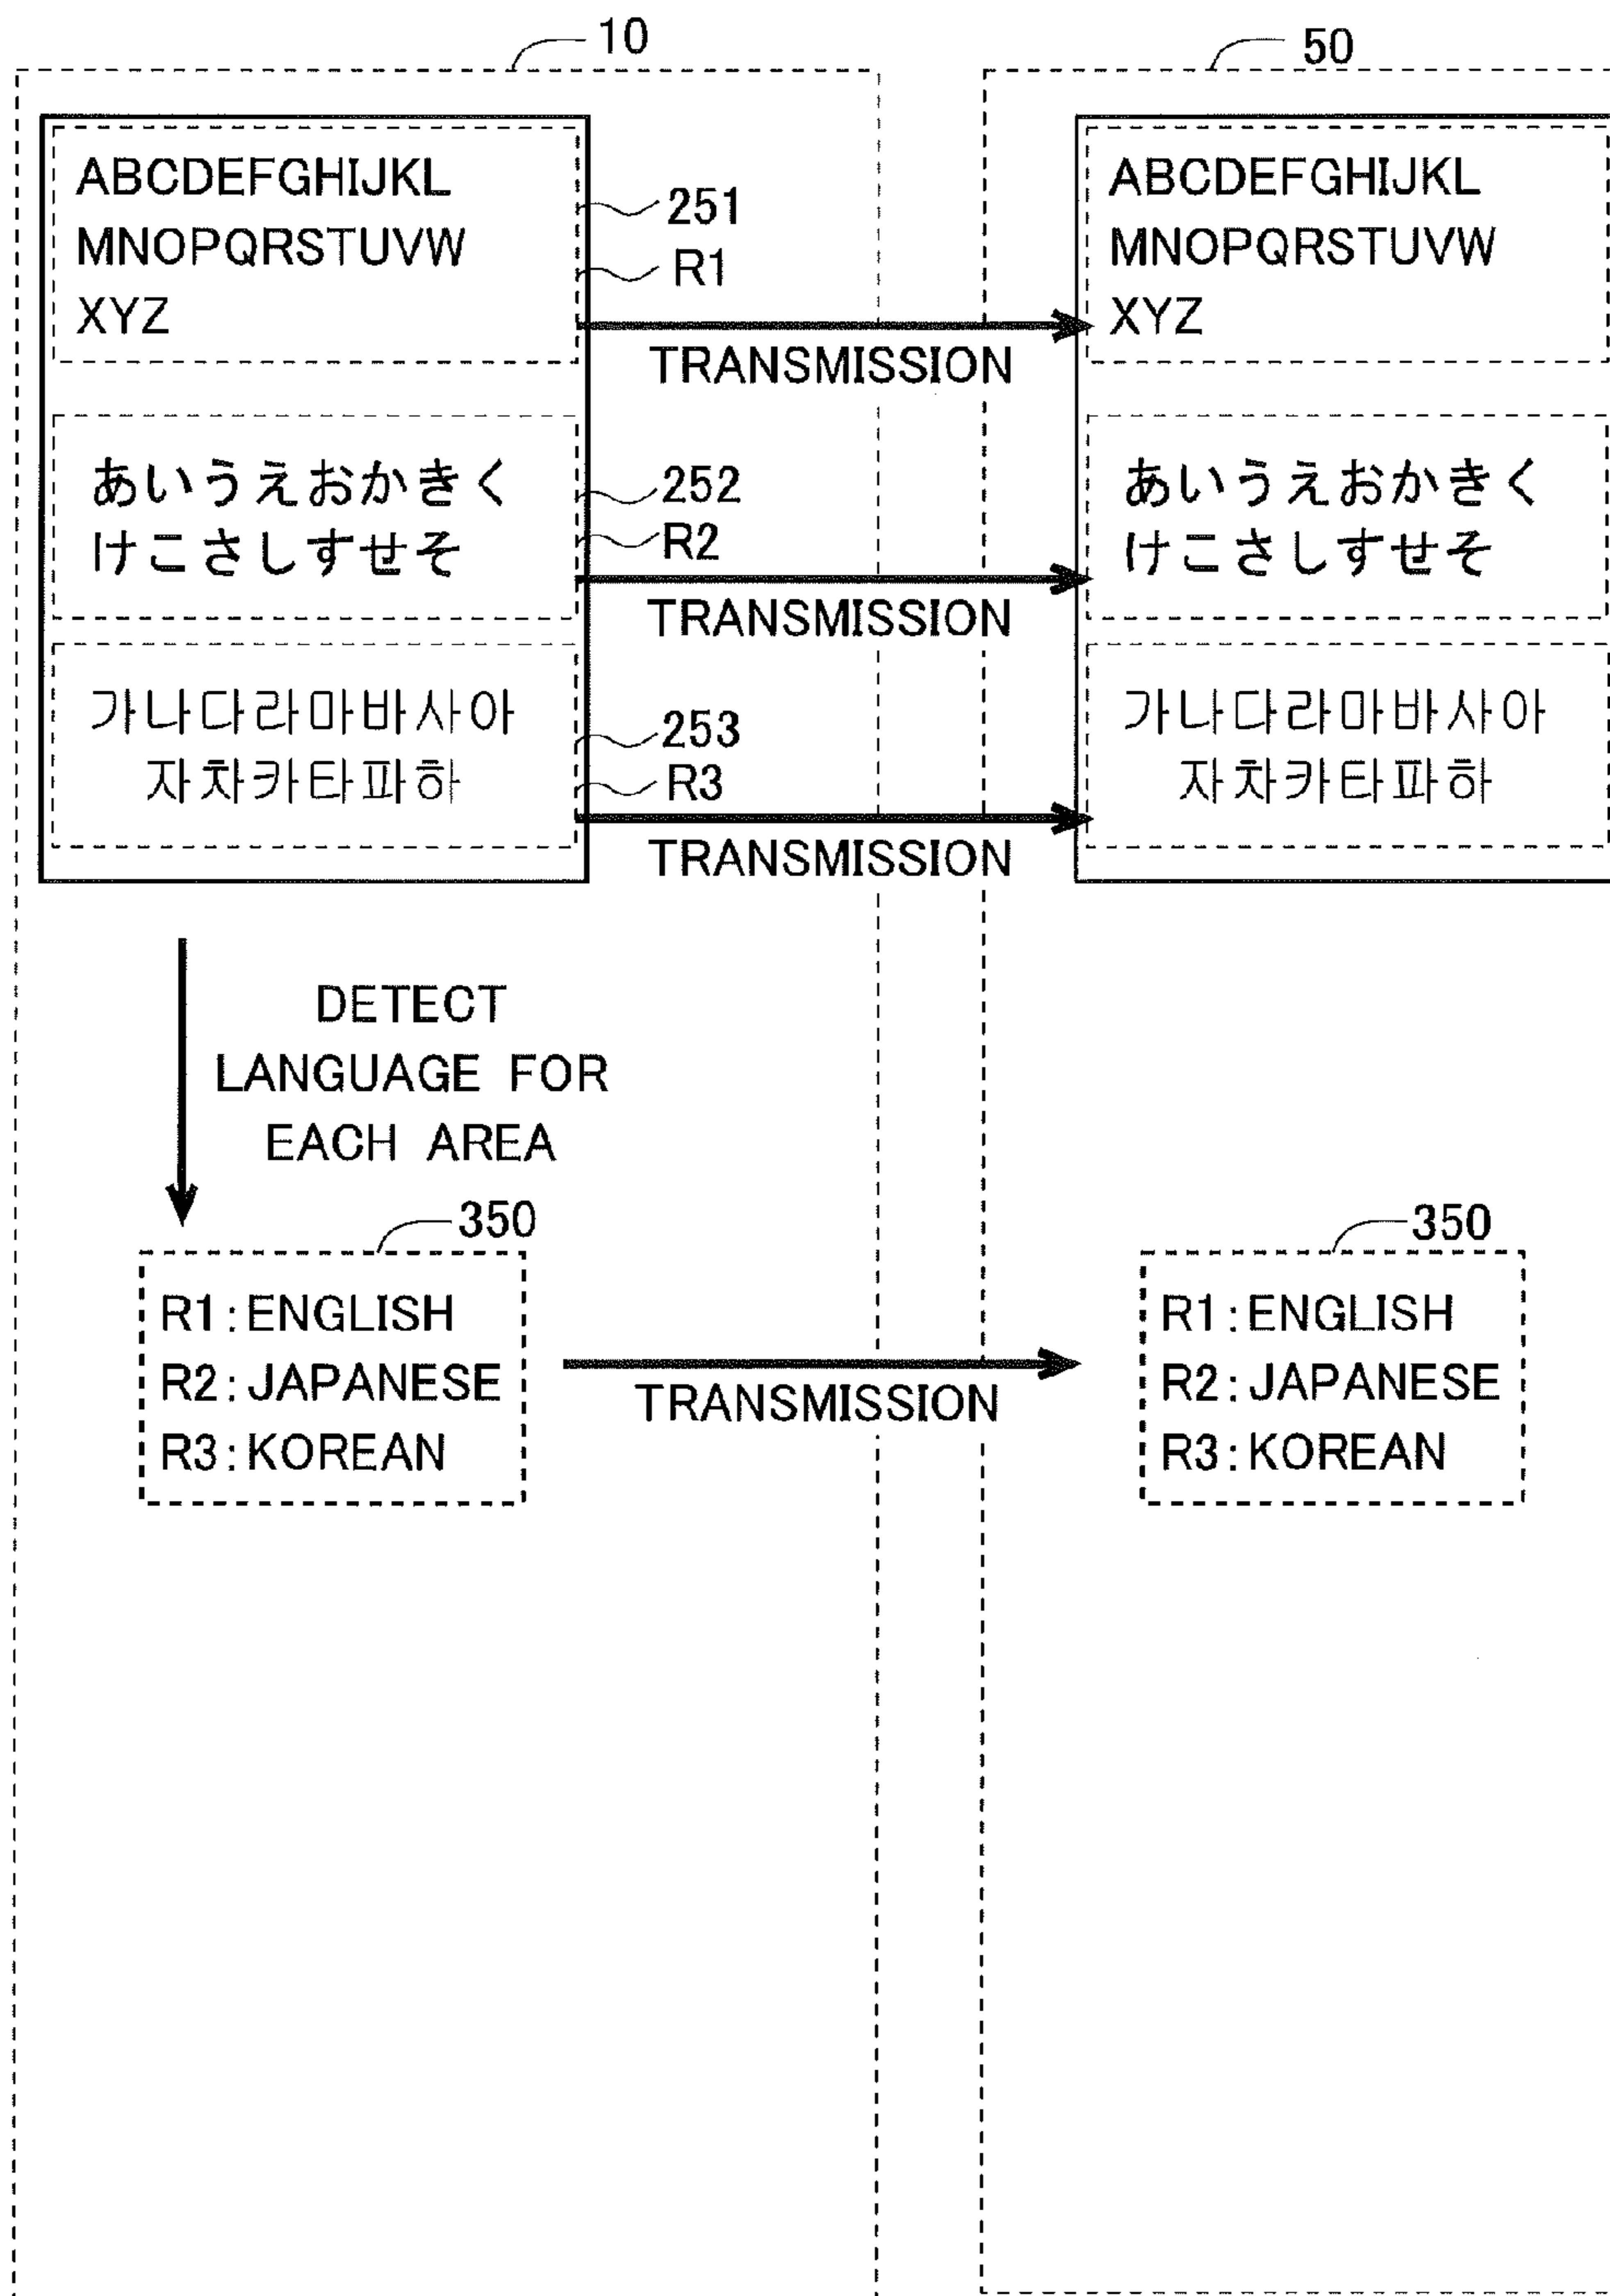 10
50
ABCDEFGHIJKL
MNOPQRSTUVW
XYZ
251
R1
TRANSMISSION
ABCDEFGHIJKL
MNOPQRSTUVW
XYZ
あいうえおかきく
けこさしすせそ
252
R2
TRANSMISSION
あいうえおかきく
けこさしすせそ
가나다라마바사아
자차카타파하
253
R3
TRANSMISSION
가나다라마바사아
자차카타파하
DETECT
LANGUAGE FOR
EACH AREA
350
R1:ENGLISH
R2:JAPANESE
R3:KOREAN
TRANSMISSION
350
R1:ENGLISH
R2:JAPANESE
R3:KOREAN